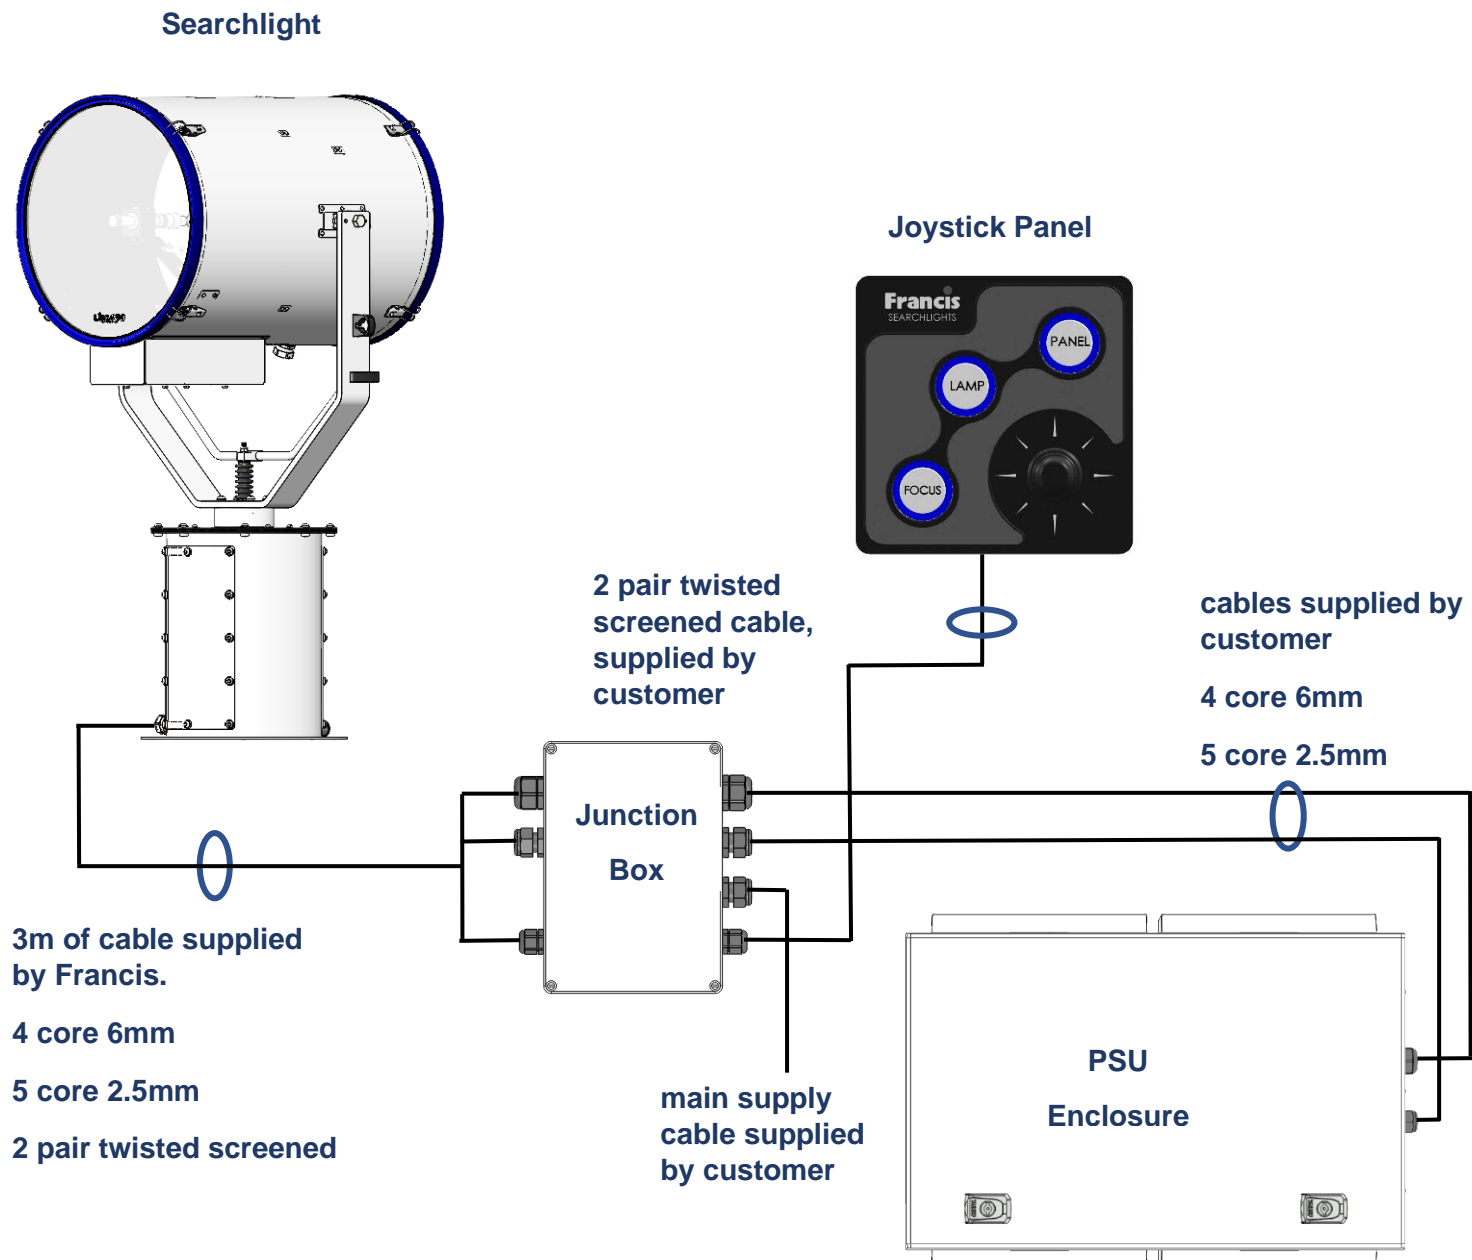 Searchlight
Joystick Panel
Francis
SEARCHLIGHTS
PANEL
LAMP
FOCUS
2 pair twisted
screened cable,
supplied by
customer
cables supplied by
customer
4 core 6mm
5 core 2.5mm
Junction
Box
3m of cable supplied
by Francis.
4 core 6mm
5 core 2.5mm
2 pair twisted screened
main supply
cable supplied
by customer
PSU
Enclosure